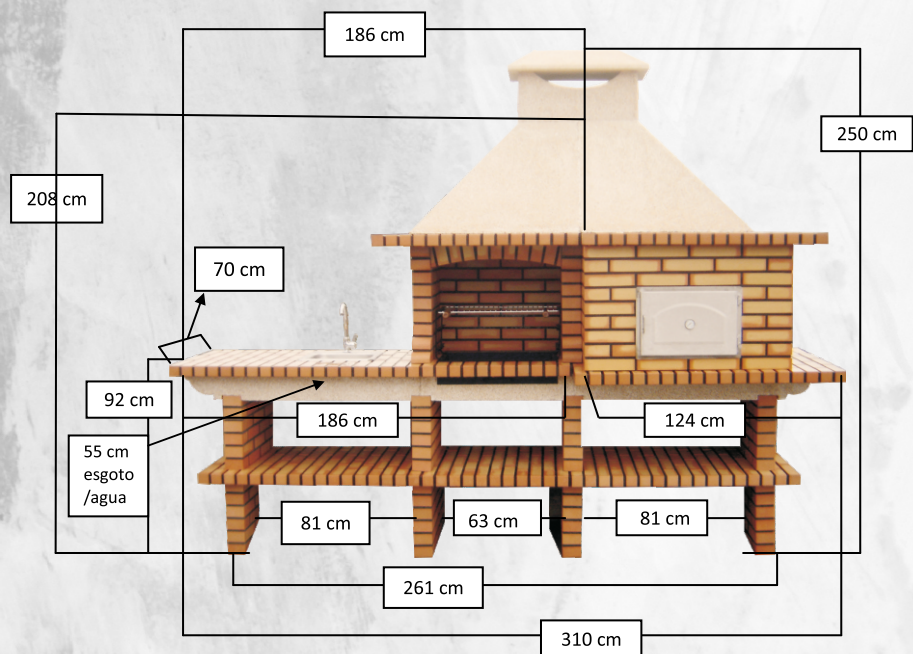 186 cm
250 cm
208 cm
70 cm
92 cm
186 cm
124 cm
55 cm
esgoto
/agua
81 cm
63 cm
81 cm
261 cm
310 cm